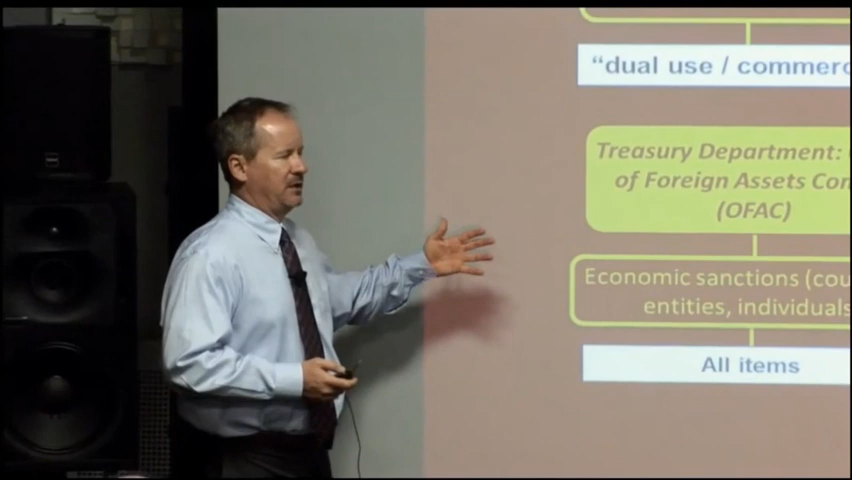 “dual use / commerc
Treasury Department:
of Foreign Assets Con
(OFAC)
Economic sanctions (cou
entities, individuals
All items